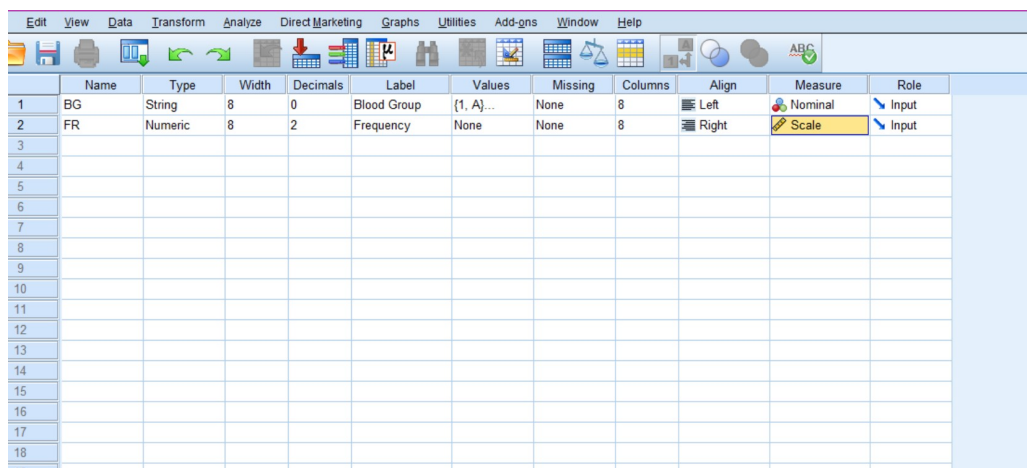 Edit View Data Transform Analyze Direct Marketing Graphs Utilities Add-ons Window Help
1 A
ABC
Name Type Width Decimals Label Values Missing Columns Align Measure Role
1 BG String 8 0 Blood Group {1, A}... None 8 Left Nominal Input
2 FR Numeric 8 2 Frequency None None 8 Right Scale Input
3
4
5
6
7
8
9
10
11
12
13
14
15
16
17
18